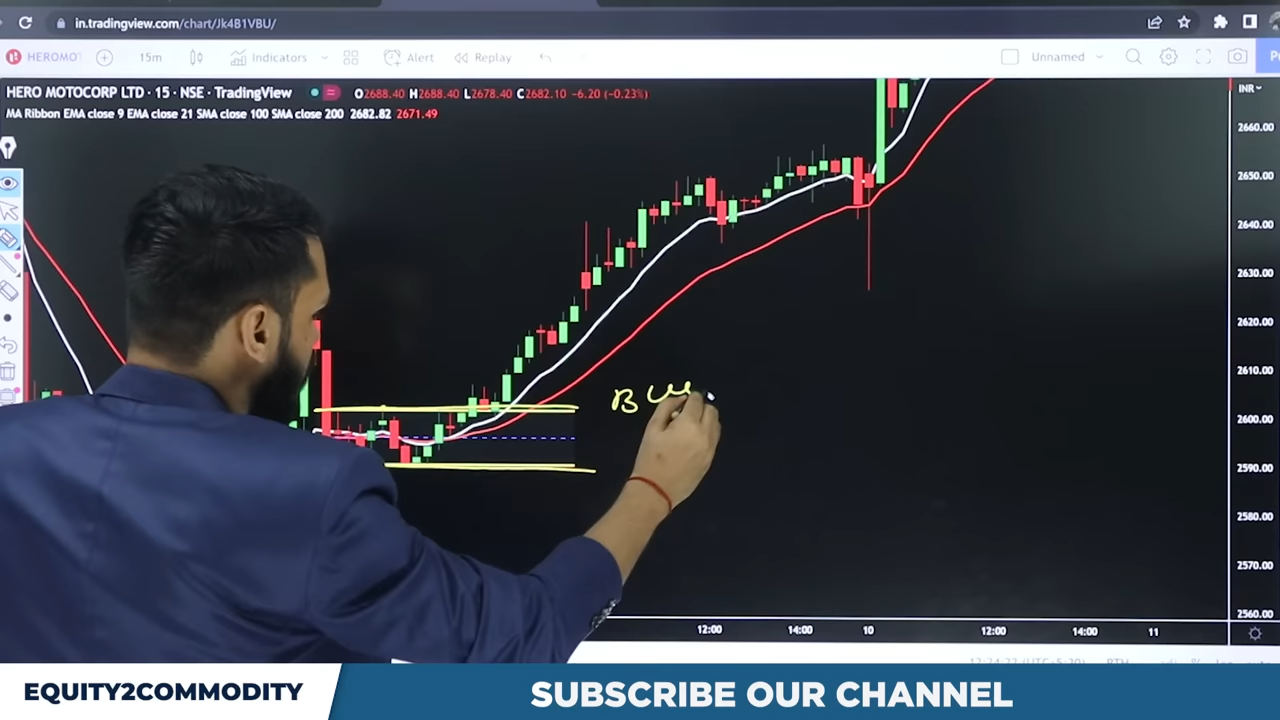 in.tradingview.com/chart/Jk4B1VBU/
HEROMO
15m
Indicators
Alert
Replay
Unnamed
HERO MOTOCORP LTD · 15 · NSE · TradingView
O2688.40 H2688.40 L2678.40 C2682.10 −6.20 (−0.23%)
MA Ribbon EMA close 9 EMA close 21 SMA close 100 SMA close 200 2682.82 2671.49
INR
2660.00
2650.00
2640.00
2630.00
2620.00
2610.00
2600.00
2590.00
2580.00
2570.00
2560.00
12:00 14:00 10 12:00 14:00 11
EQUITY2COMMODITY
SUBSCRIBE OUR CHANNEL